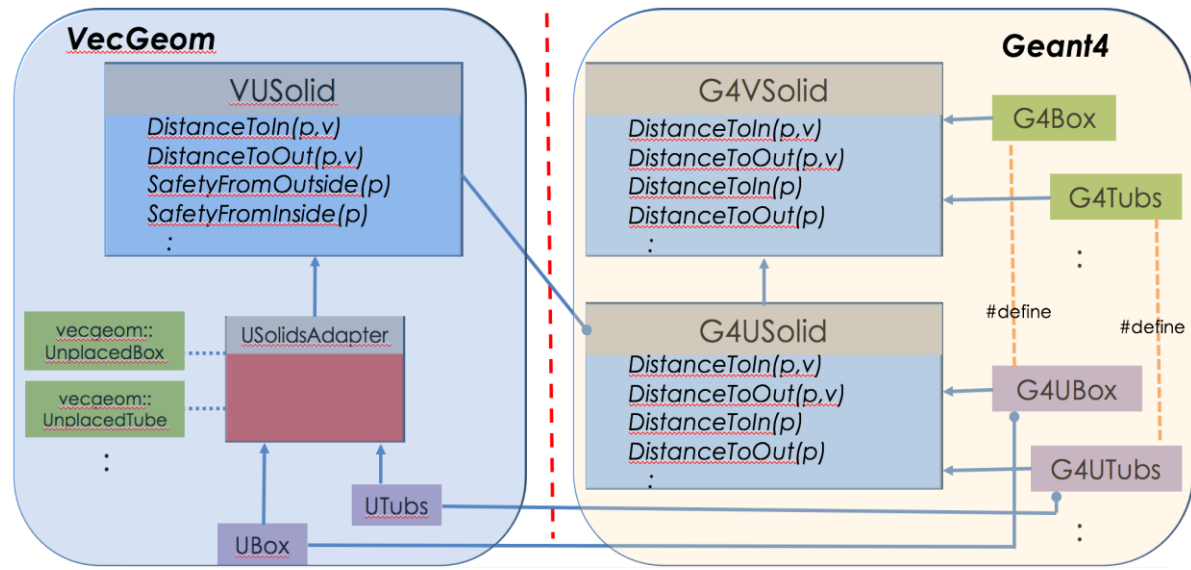 VecGeom
VUSolid
DistanceToIn(p,v)
DistanceToOut(p,v)
SafetyFromOutside(p)
SafetyFromInside(p)
:
vecgeom::
UnplacedBox
vecgeom::
UnplacedTube
:
USolidsAdapter
UTubs
UBox
Geant4
G4VSolid
DistanceToIn(p,v)
DistanceToOut(p,v)
DistanceToIn(p)
DistanceToOut(p)
:
G4Box
G4Tubs
:
#define
#define
G4USolid
DistanceToIn(p,v)
DistanceToOut(p,v)
DistanceToIn(p)
DistanceToOut(p)
:
G4UBox
G4UTubs
: